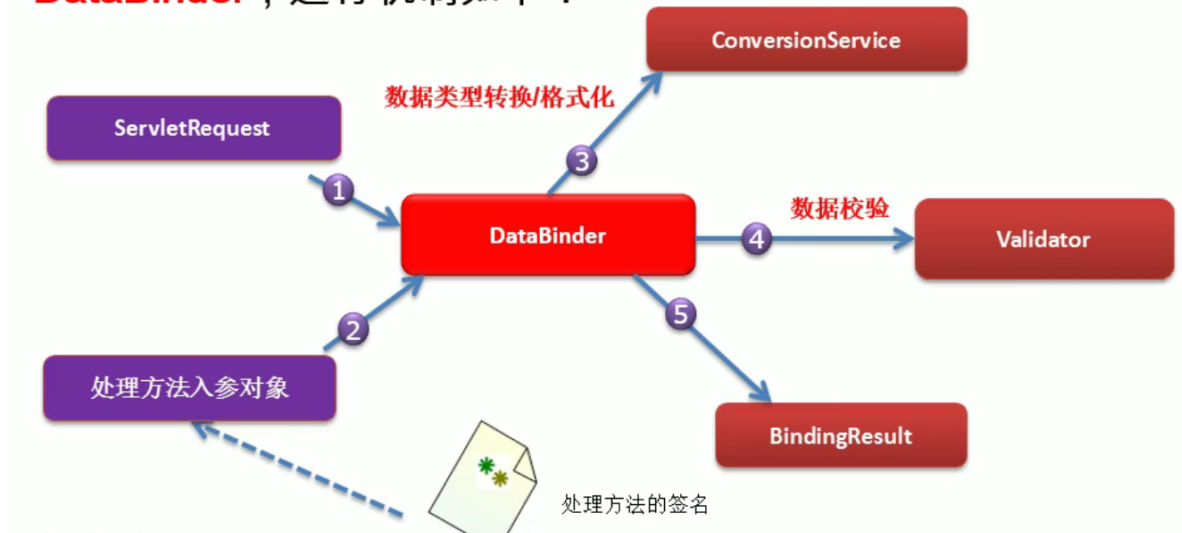 DataBinder
ConversionService
数据类型转换/格式化
ServletRequest
3
1
数据校验
DataBinder
4
Validator
5
2
处理方法入参对象
BindingResult
处理方法的签名